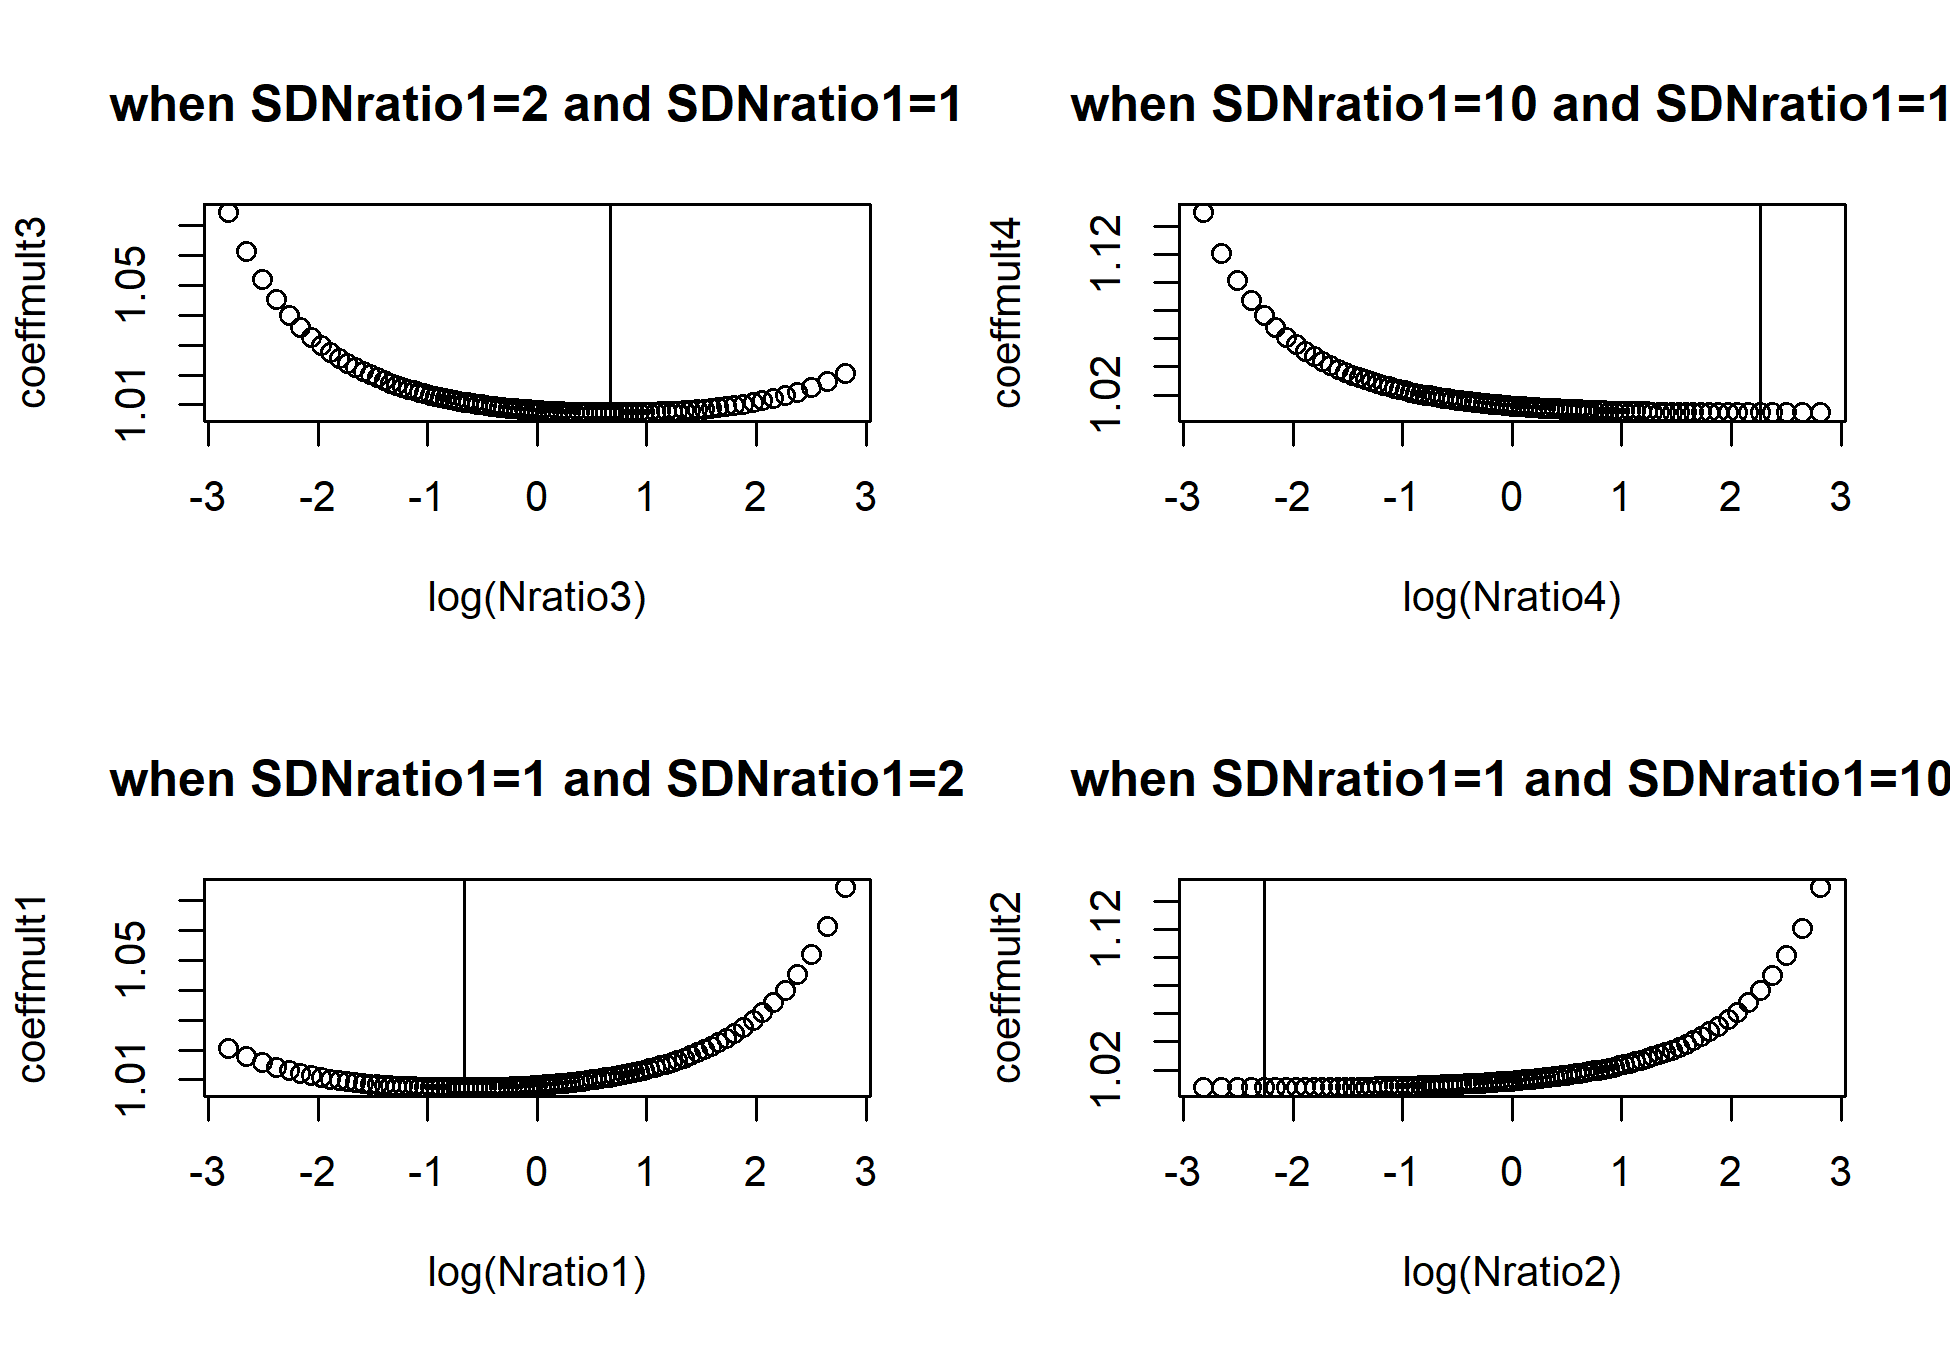 when SDNratio1=2 and SDNratio1=1
coeffmult3
1.05
1.01
-3 -2 -1 0 1 2 3
log(Nratio3)
when SDNratio1=10 and SDNratio1=1
coeffmult4
1.12
1.02
-3 -2 -1 0 1 2 3
log(Nratio4)
when SDNratio1=1 and SDNratio1=2
coeffmult1
1.05
1.01
-3 -2 -1 0 1 2 3
log(Nratio1)
when SDNratio1=1 and SDNratio1=10
coeffmult2
1.12
1.02
-3 -2 -1 0 1 2 3
log(Nratio2)